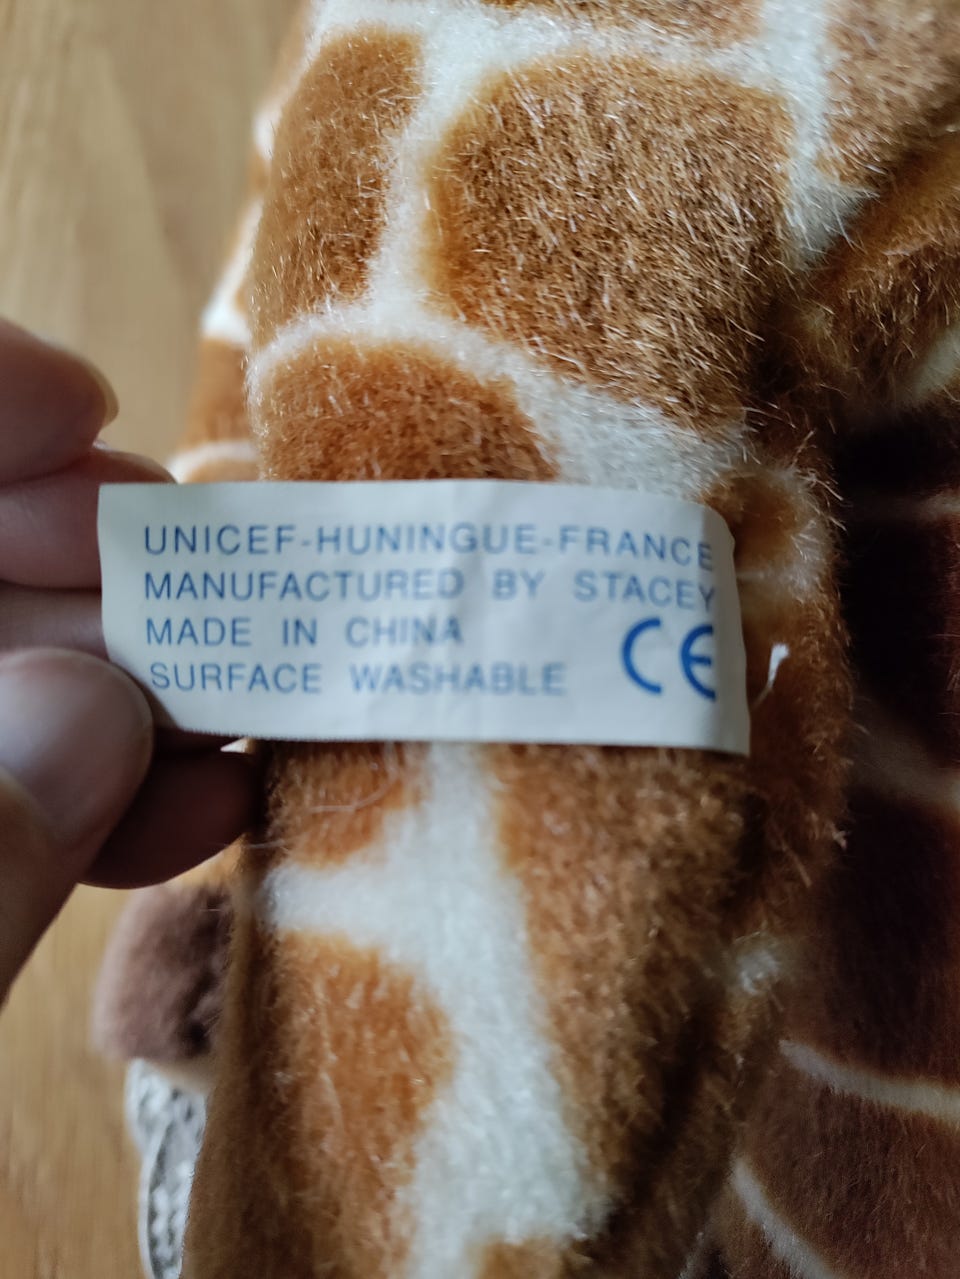 UNICEF-HUNINGUE-FRANCE
MANUFACTURED BY STACEY
MADE IN CHINA
SURFACE WASHABLE CE